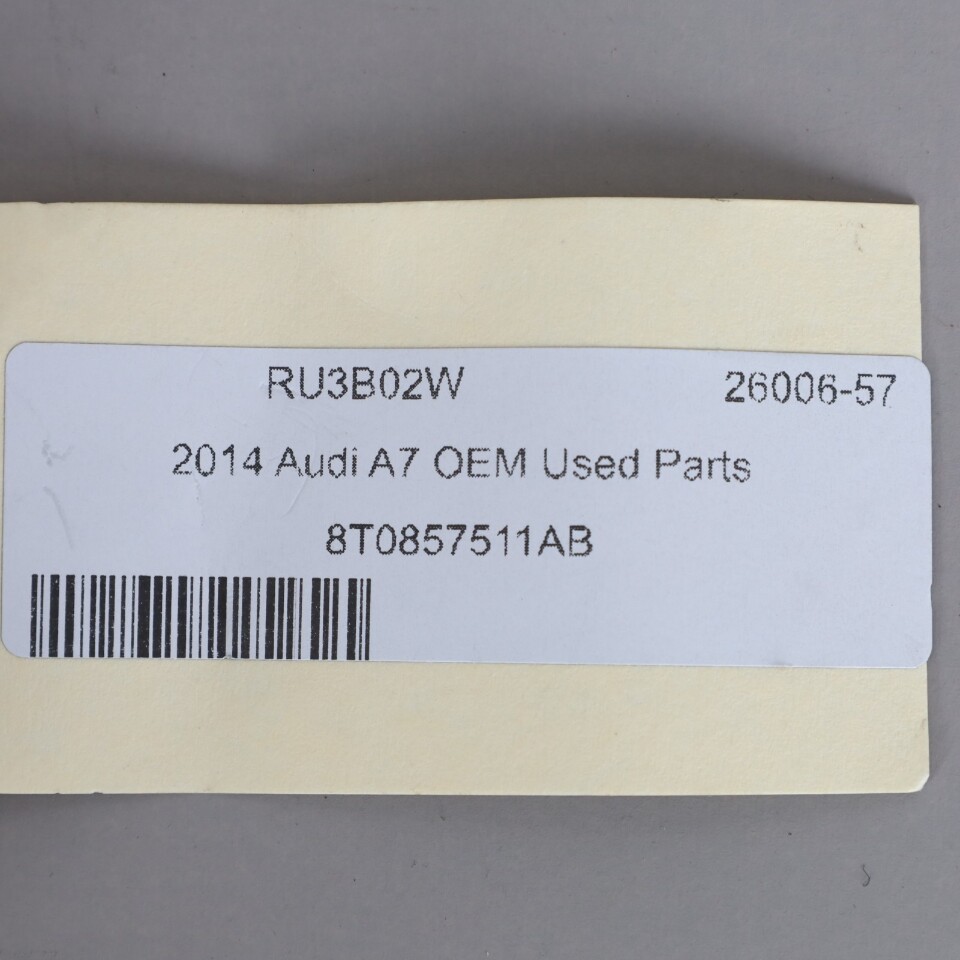 RU3B02W 26006-57
2014 Audi A7 OEM Used Parts
8T0857511AB